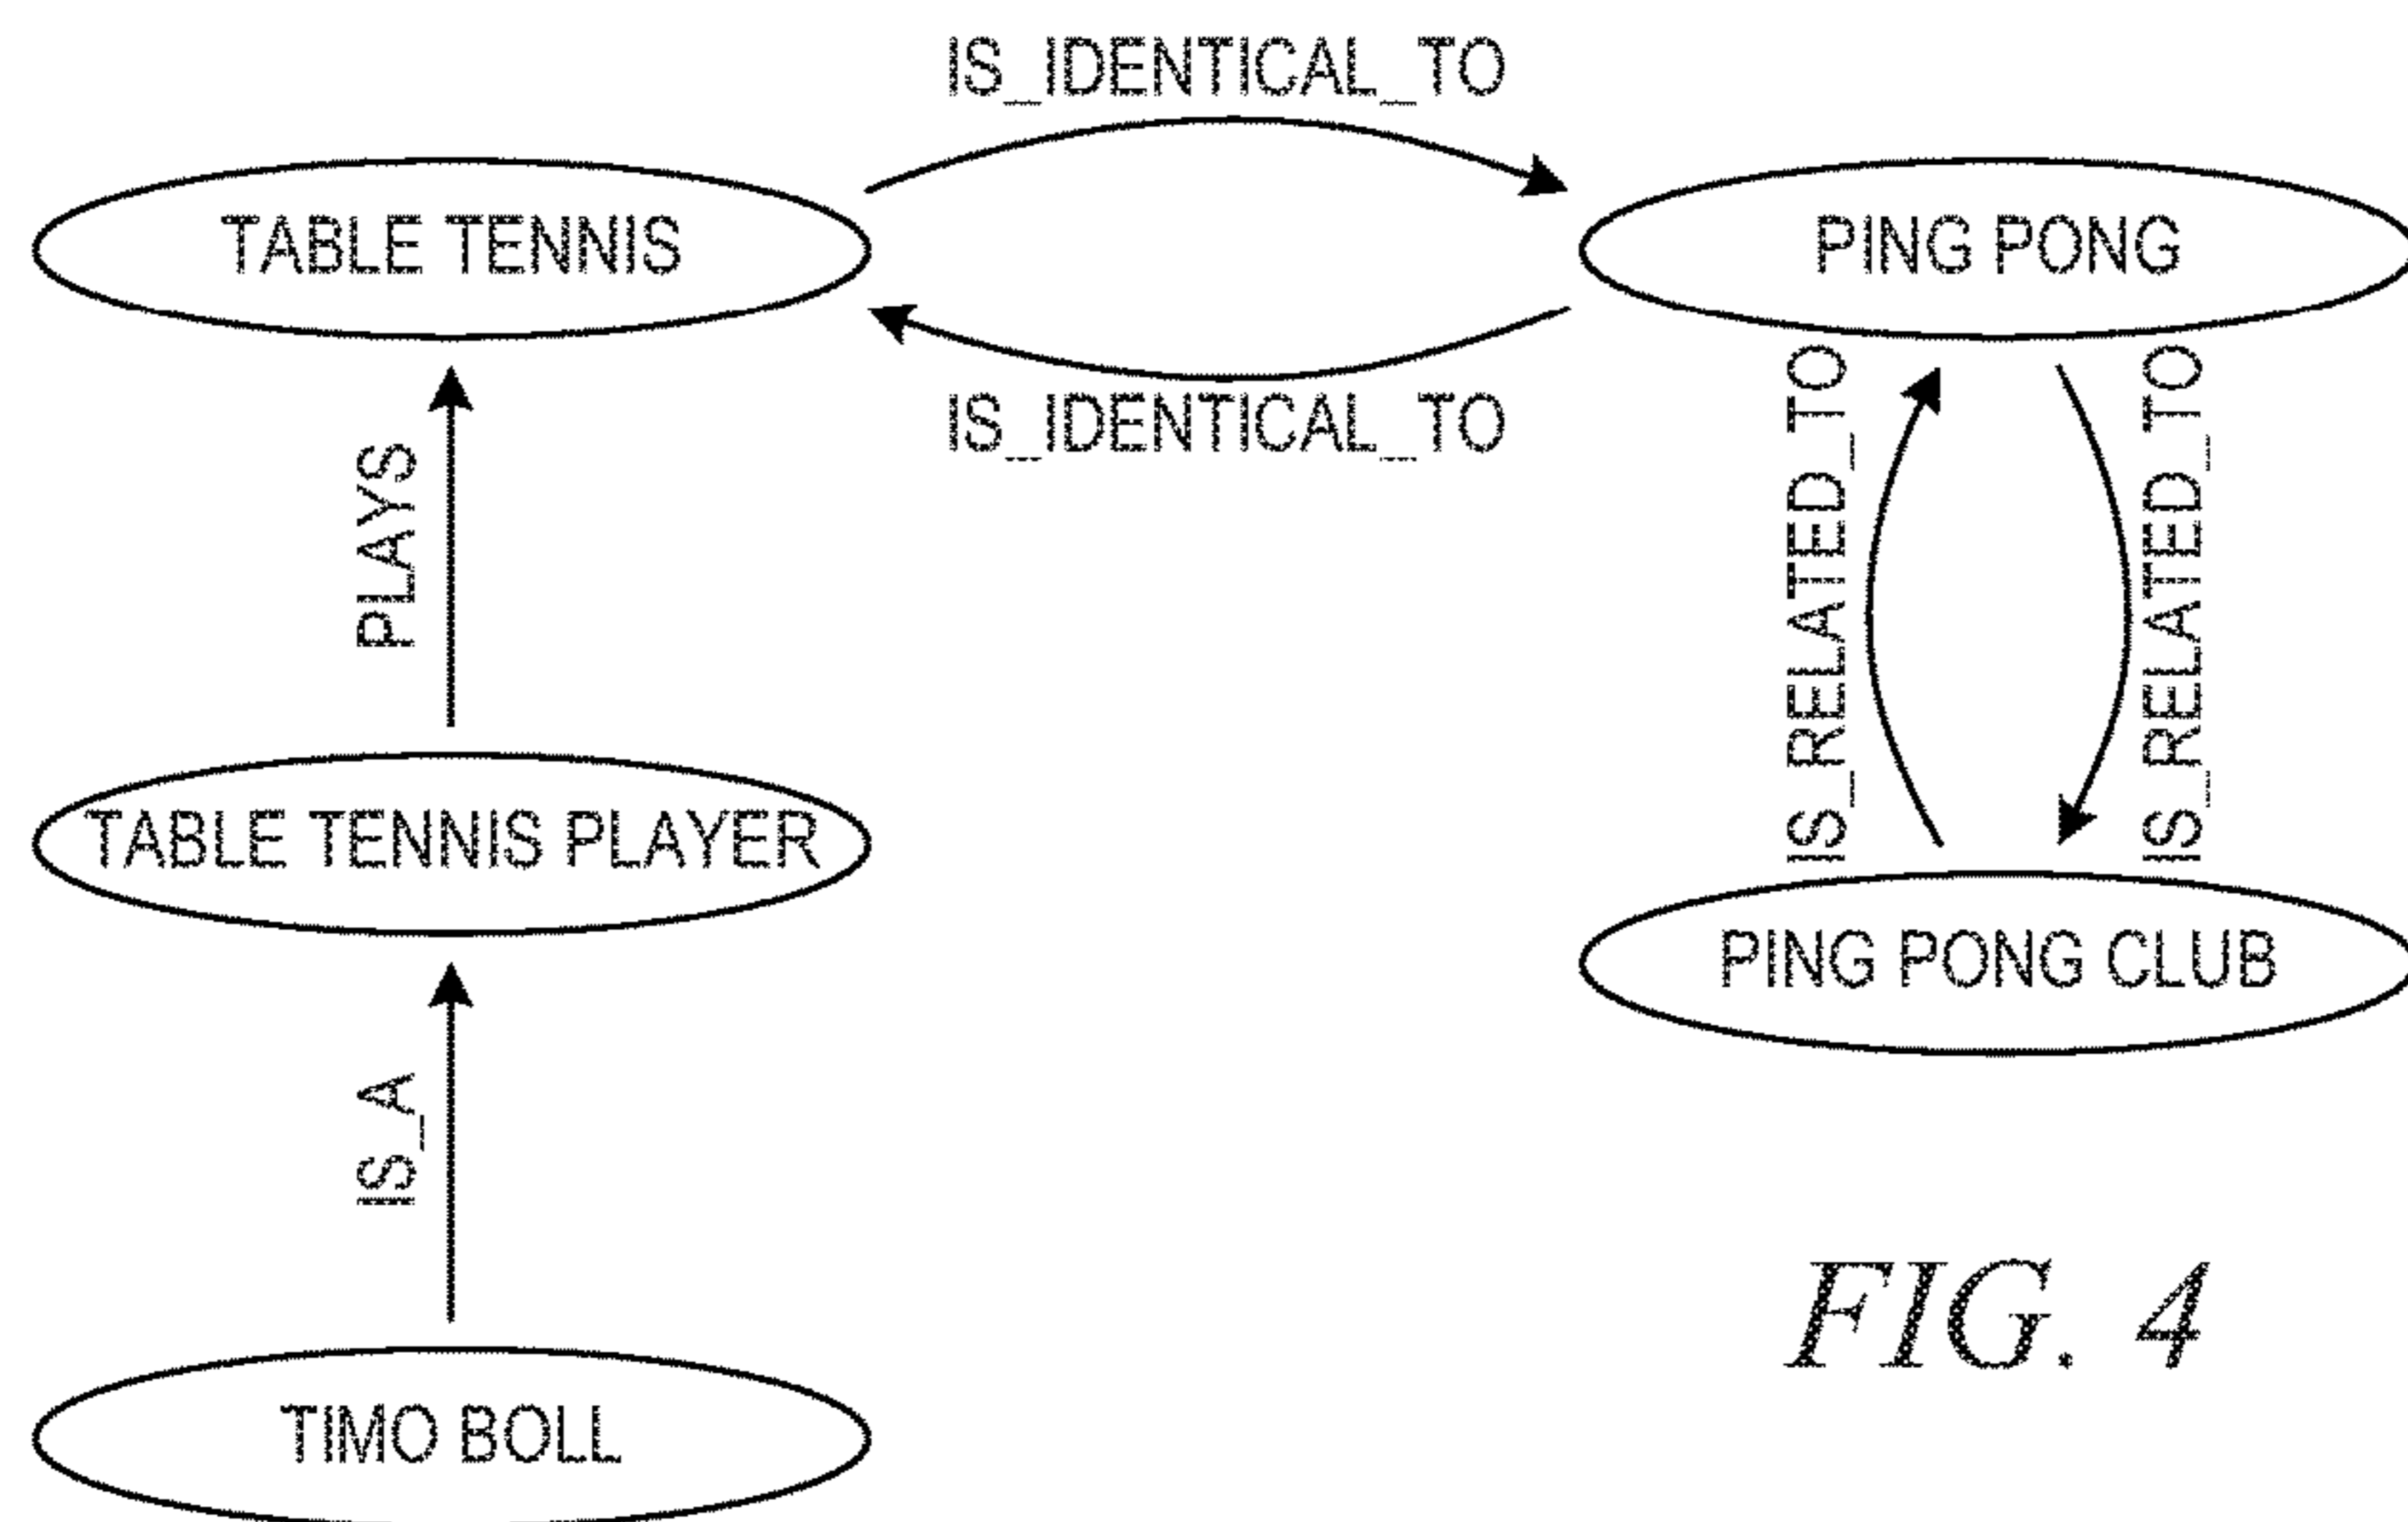 IS_IDENTICAL_TO
TABLE TENNIS
PING PONG
IS_IDENTICAL_TO
PLAYS
IS_RELATED_TO
IS_RELATED_TO
TABLE TENNIS PLAYER
PING PONG CLUB
IS_A
FIG. 4
TIMO BOLL